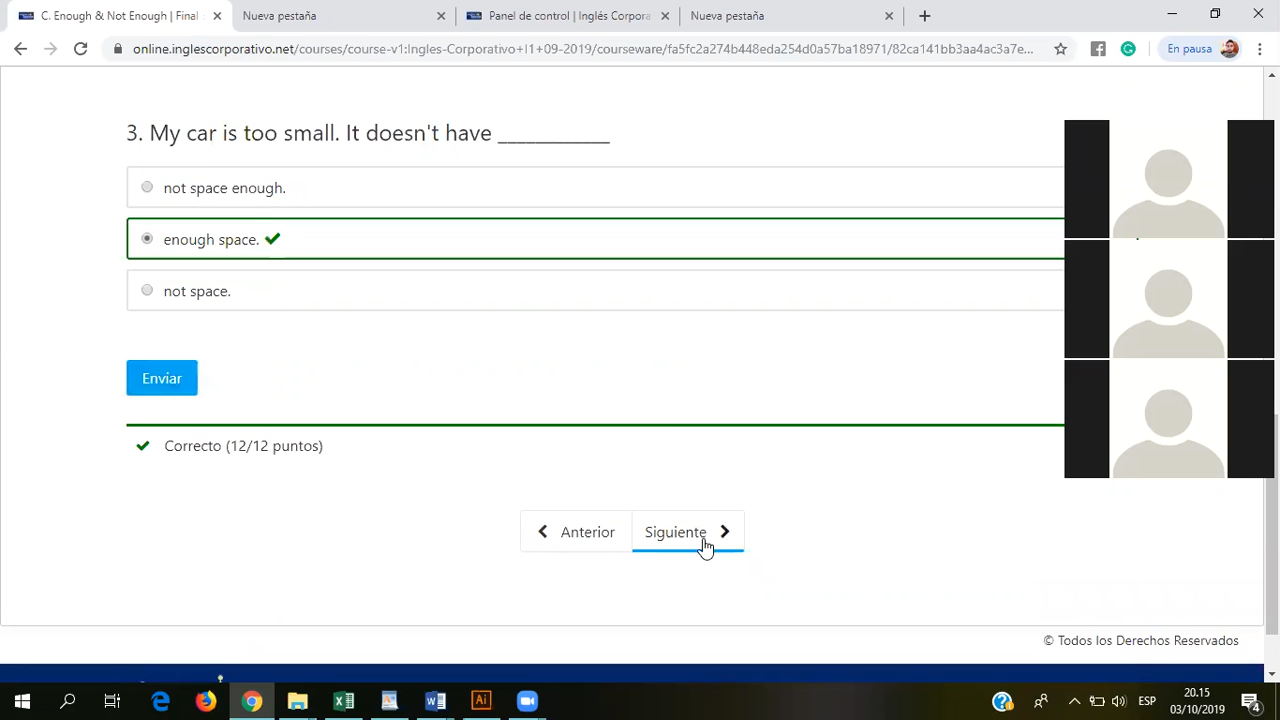 C. Enough & Not Enough | Final
Nueva pestaña
Panel de control | Inglés Corpora
Nueva pestaña
online.inglescorporativo.net/courses/course-v1:Ingles-Corporativo+I1+09-2019/courseware/fa5fc2a274b448eda254d0a57ba18971/82ca141bb3aa4ac3a7e...
En pausa
3. My car is too small. It doesn't have ____________
not space enough.
enough space.
not space.
Enviar
Correcto (12/12 puntos)
Anterior
Siguiente
© Todos los Derechos Reservados
ESP
20.15
03/10/2019
4